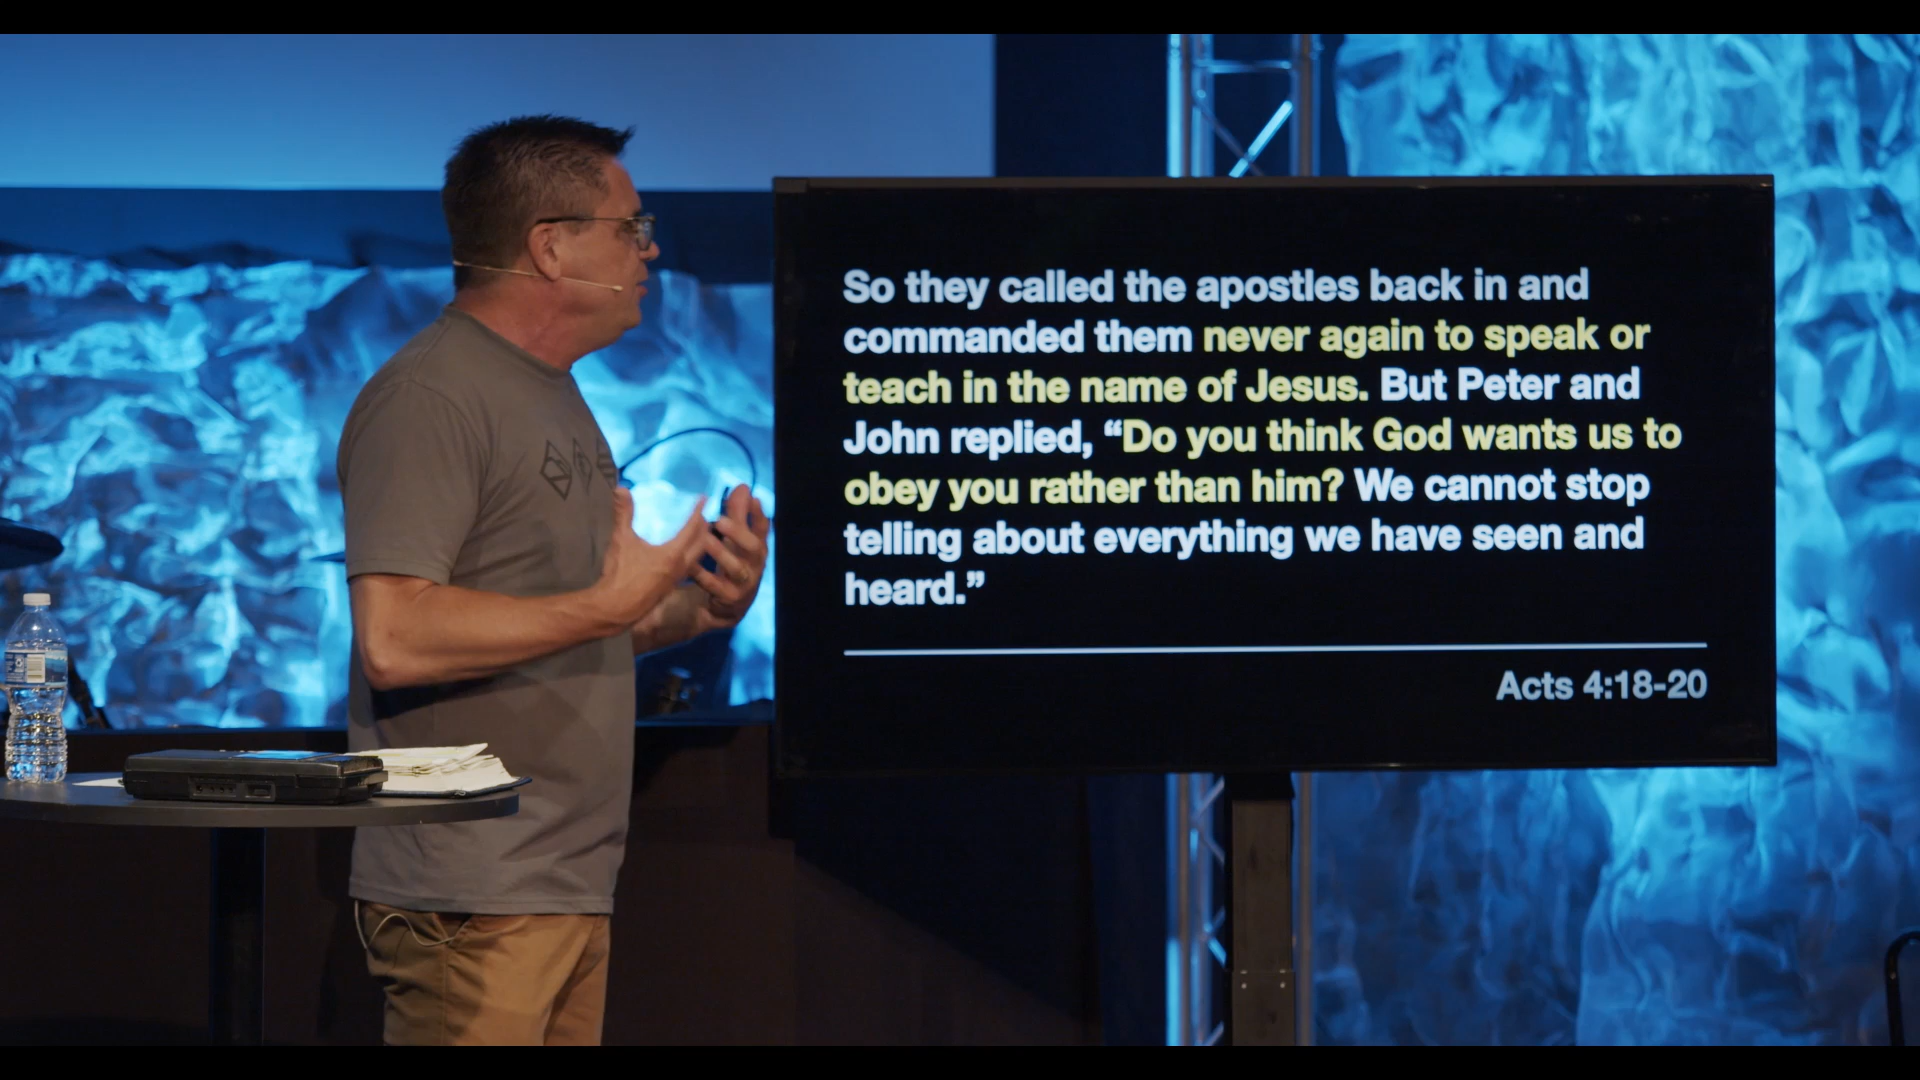 So they called the apostles back in and
commanded them never again to speak or
teach in the name of Jesus. But Peter and
John replied, “Do you think God wants us to
obey you rather than him? We cannot stop
telling about everything we have seen and
heard.”
Acts 4:18-20